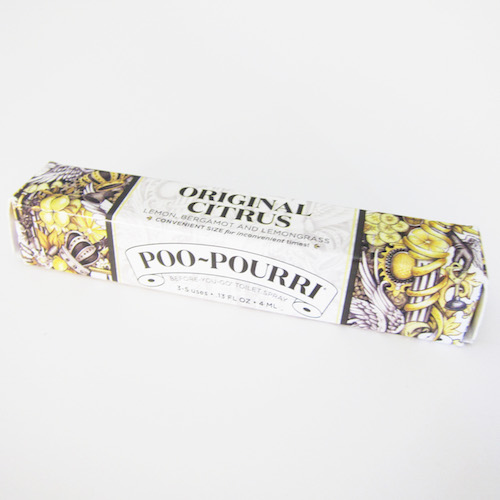 ORIGINAL
CITRUS
LEMON, BERGAMOT AND LEMONGRASS
CONVENIENT SIZE for inconvenient times!
POO~POURRI
BEFORE-YOU-GO TOILET SPRAY
3-5 USES • .13 FL OZ • 4 ML